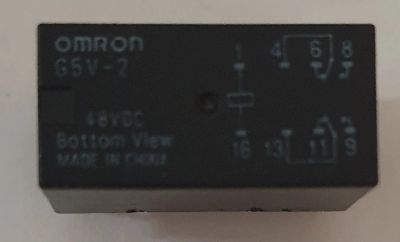 omron
G5V-2
48VDC
Bottom View
MADE IN CHINA
1 4 6 8
16 13 11 9